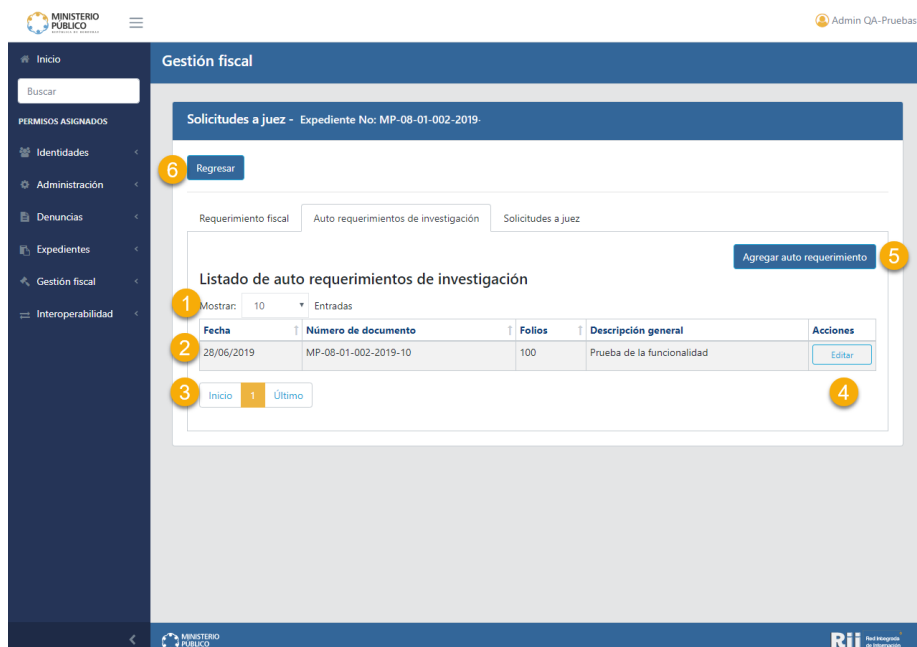 MINISTERIO
PÚBLICO
Admin QA-Pruebas
Inicio
Gestión fiscal
Buscar
PERMISOS ASIGNADOS
Solicitudes a juez - Expediente No: MP-08-01-002-2019-
Identidades
6 Regresar
Administración
Denuncias
Requerimiento fiscal Auto requerimientos de investigación Solicitudes a juez
Expedientes
Agregar auto requerimiento 5
Gestión fiscal
Listado de auto requerimientos de investigación
Interoperabilidad
1 Mostrar: 10 Entradas
Fecha Número de documento Folios Descripción general Acciones
2 28/06/2019 MP-08-01-002-2019-10 100 Prueba de la funcionalidad Editar
3 Inicio 1 Último 4
MINISTERIO
PÚBLICO
Rii Red Integrada
de Información